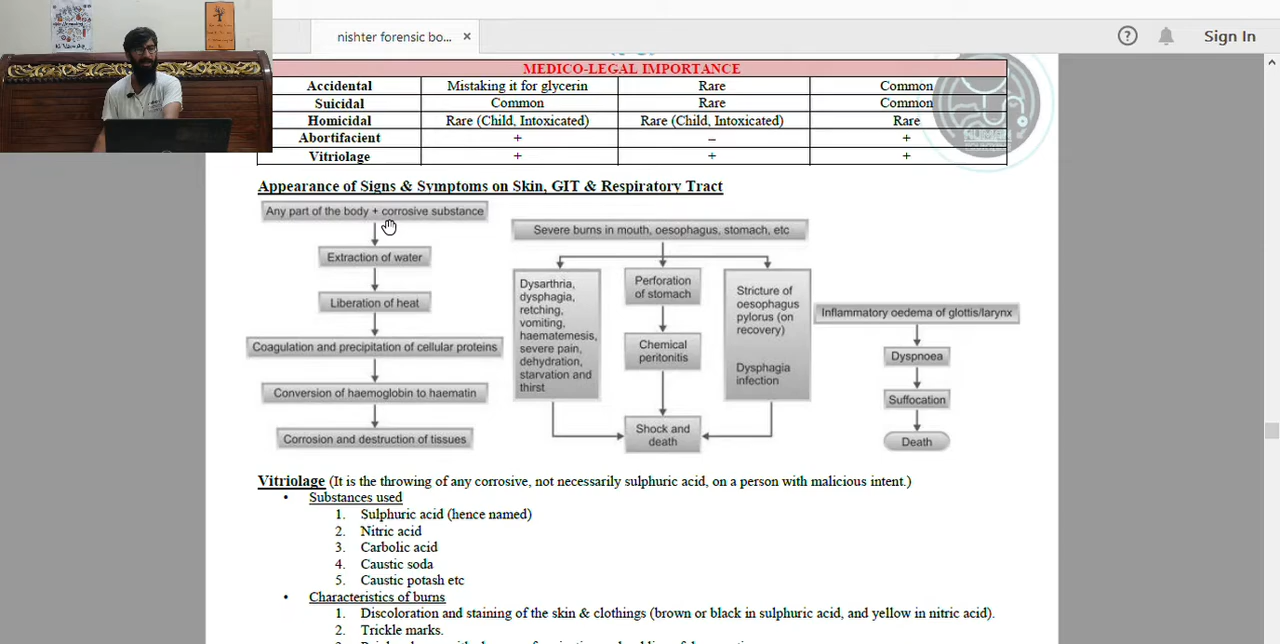 nishter forensic bo... ×
Sign In
MEDICO-LEGAL IMPORTANCE
Accidental Mistaking it for glycerin Rare Common
Suicidal Common Rare Common
Homicidal Rare (Child, Intoxicated) Rare (Child, Intoxicated) Rare
Abortifacient + – +
Vitriolage + + +
Appearance of Signs & Symptoms on Skin, GIT & Respiratory Tract
Any part of the body + corrosive substance
Extraction of water
Liberation of heat
Coagulation and precipitation of cellular proteins
Conversion of haemoglobin to haematin
Corrosion and destruction of tissues
Severe burns in mouth, oesophagus, stomach, etc
Dysarthria,
dysphagia,
retching,
vomiting,
haematemesis,
severe pain,
dehydration,
starvation and
thirst
Perforation
of stomach
Chemical
peritonitis
Stricture of
oesophagus
pylorus (on
recovery)
Dysphagia
infection
Shock and
death
Inflammatory oedema of glottis/larynx
Dyspnoea
Suffocation
Death
Vitriolage (It is the throwing of any corrosive, not necessarily sulphuric acid, on a person with malicious intent.)
• Substances used
1. Sulphuric acid (hence named)
2. Nitric acid
3. Carbolic acid
4. Caustic soda
5. Caustic potash etc
• Characteristics of burns
1. Discoloration and staining of the skin & clothings (brown or black in sulphuric acid, and yellow in nitric acid).
2. Trickle marks.